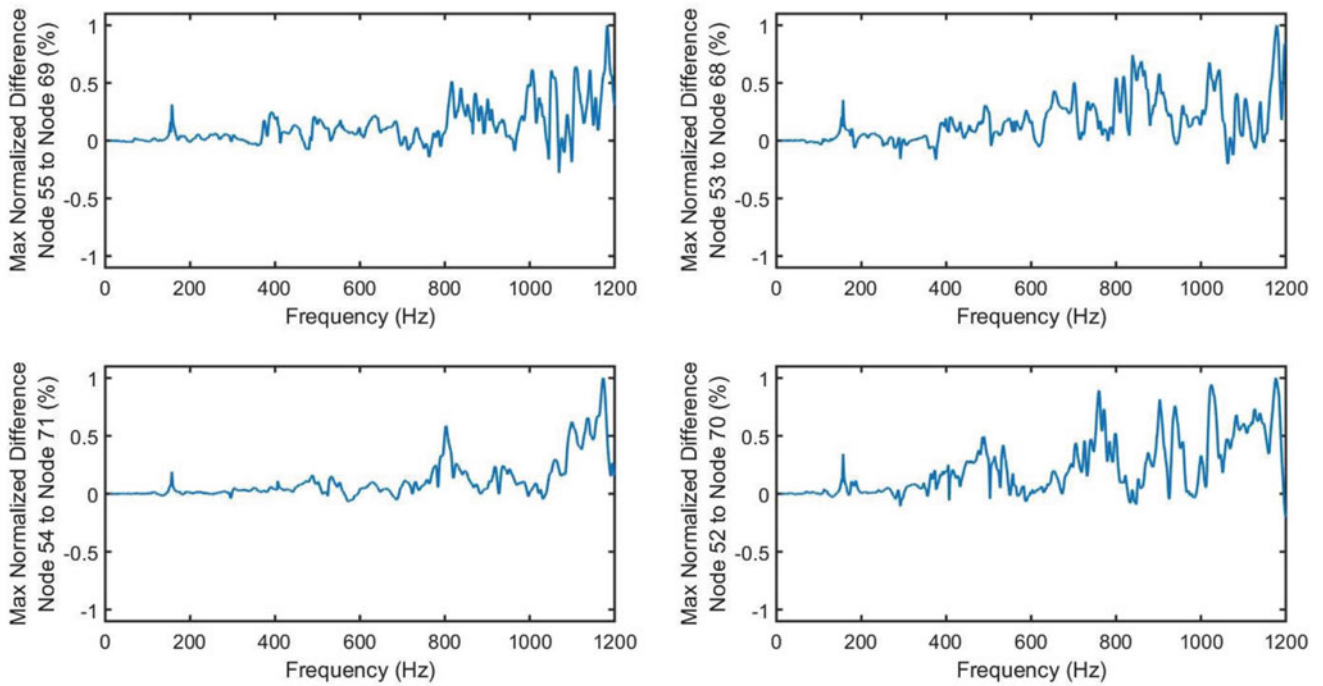 Max Normalized Difference
Node 55 to Node 69 (%)
1
0.5
0
-0.5
-1
0 200 400 600 800 1000 1200
Frequency (Hz)
Max Normalized Difference
Node 53 to Node 68 (%)
1
0.5
0
-0.5
-1
0 200 400 600 800 1000 1200
Frequency (Hz)
Max Normalized Difference
Node 54 to Node 71 (%)
1
0.5
0
-0.5
-1
0 200 400 600 800 1000 1200
Frequency (Hz)
Max Normalized Difference
Node 52 to Node 70 (%)
1
0.5
0
-0.5
-1
0 200 400 600 800 1000 1200
Frequency (Hz)